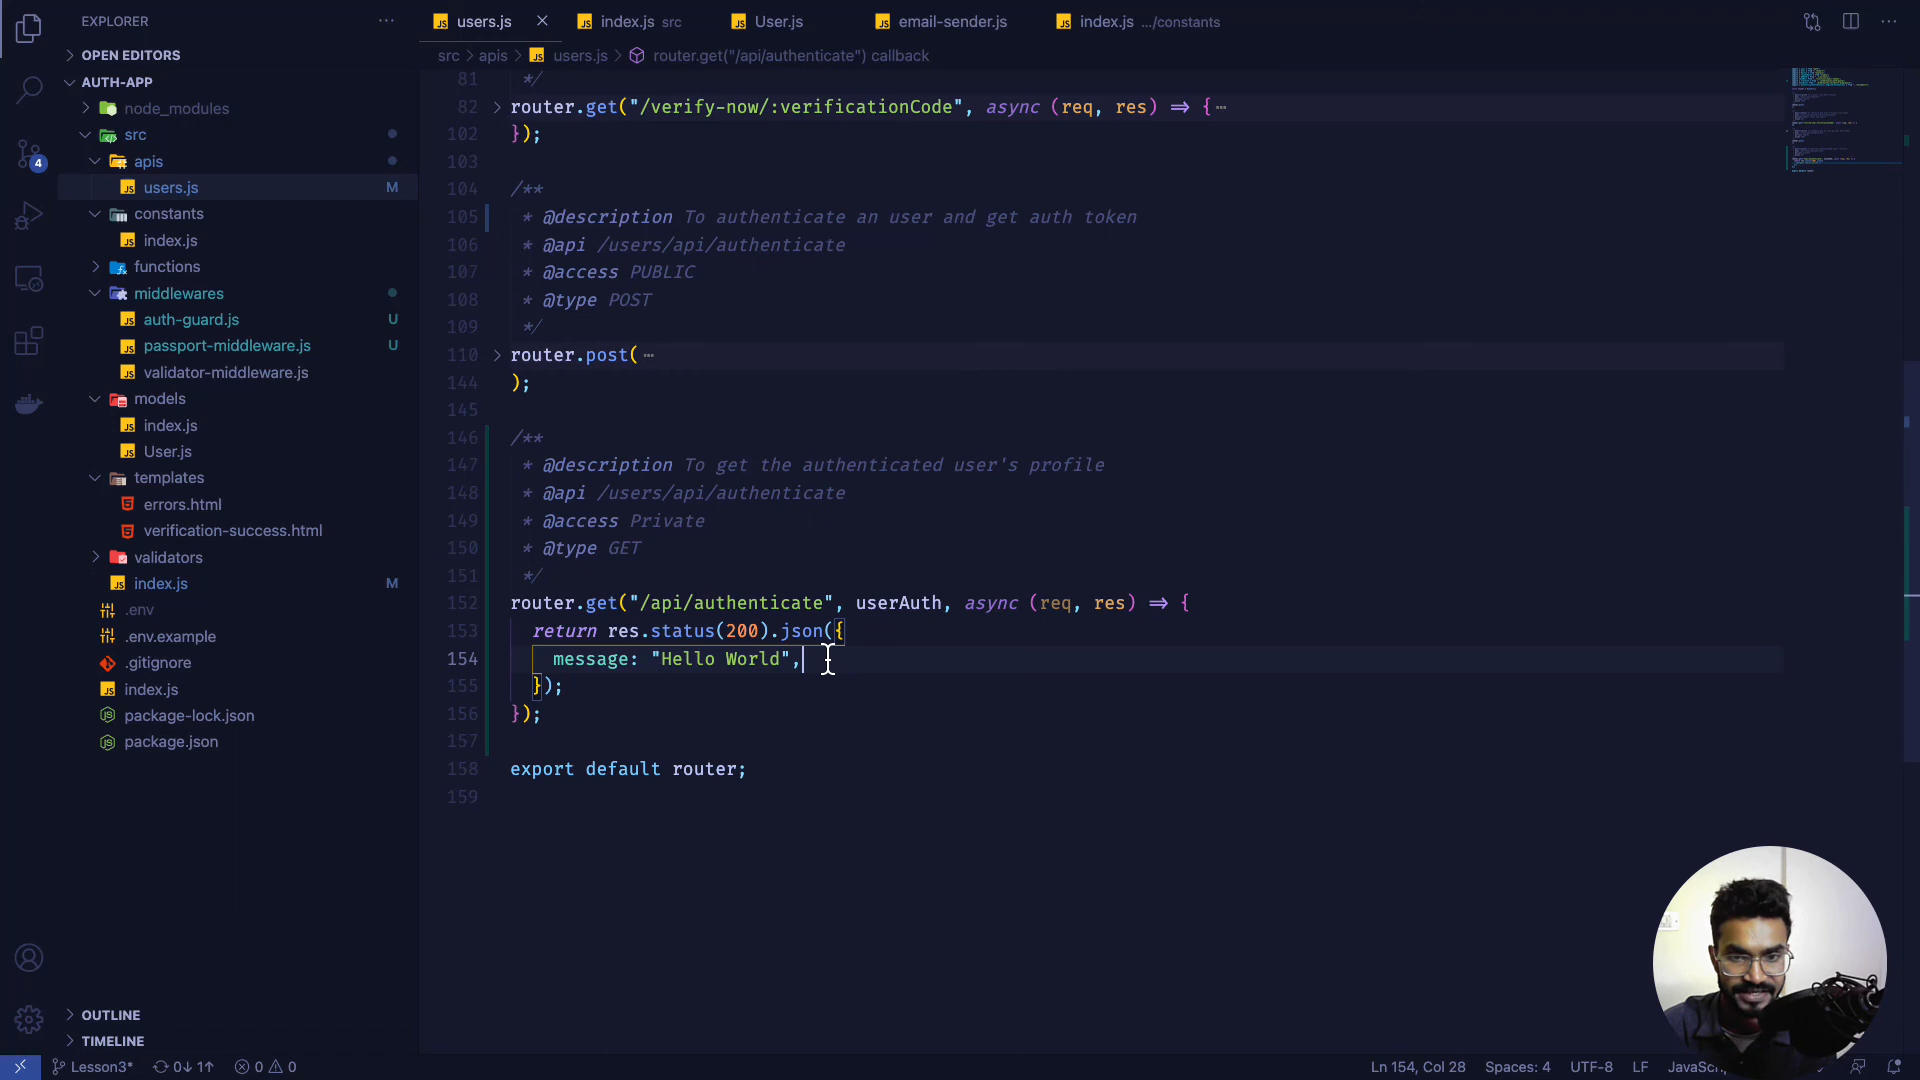 EXPLORER
users.js
index.js src
User.js
email-sender.js
index.js .../constants
src > apis > users.js > router.get("/api/authenticate") callback
OPEN EDITORS
AUTH-APP
node_modules
src
apis
users.js M
constants
index.js
functions
middlewares
auth-guard.js U
passport-middleware.js U
validator-middleware.js
models
index.js
User.js
templates
errors.html
verification-success.html
validators
index.js M
.env
.env.example
.gitignore
index.js
package-lock.json
package.json
OUTLINE
TIMELINE
4
81 */
82 router.get("/verify-now/:verificationCode", async (req, res) => {
102 });
103
104 /**
105 * @description To authenticate an user and get auth token
106 * @api /users/api/authenticate
107 * @access PUBLIC
108 * @type POST
109 */
110 router.post(
144 );
145
146 /**
147 * @description To get the authenticated user's profile
148 * @api /users/api/authenticate
149 * @access Private
150 * @type GET
151 */
152 router.get("/api/authenticate", userAuth, async (req, res) => {
153 return res.status(200).json({
154 message: "Hello World",
155 });
156 });
157
158 export default router;
159
Lesson3* 0↓ 1↑ 0 0
Ln 154, Col 28 Spaces: 4 UTF-8 LF